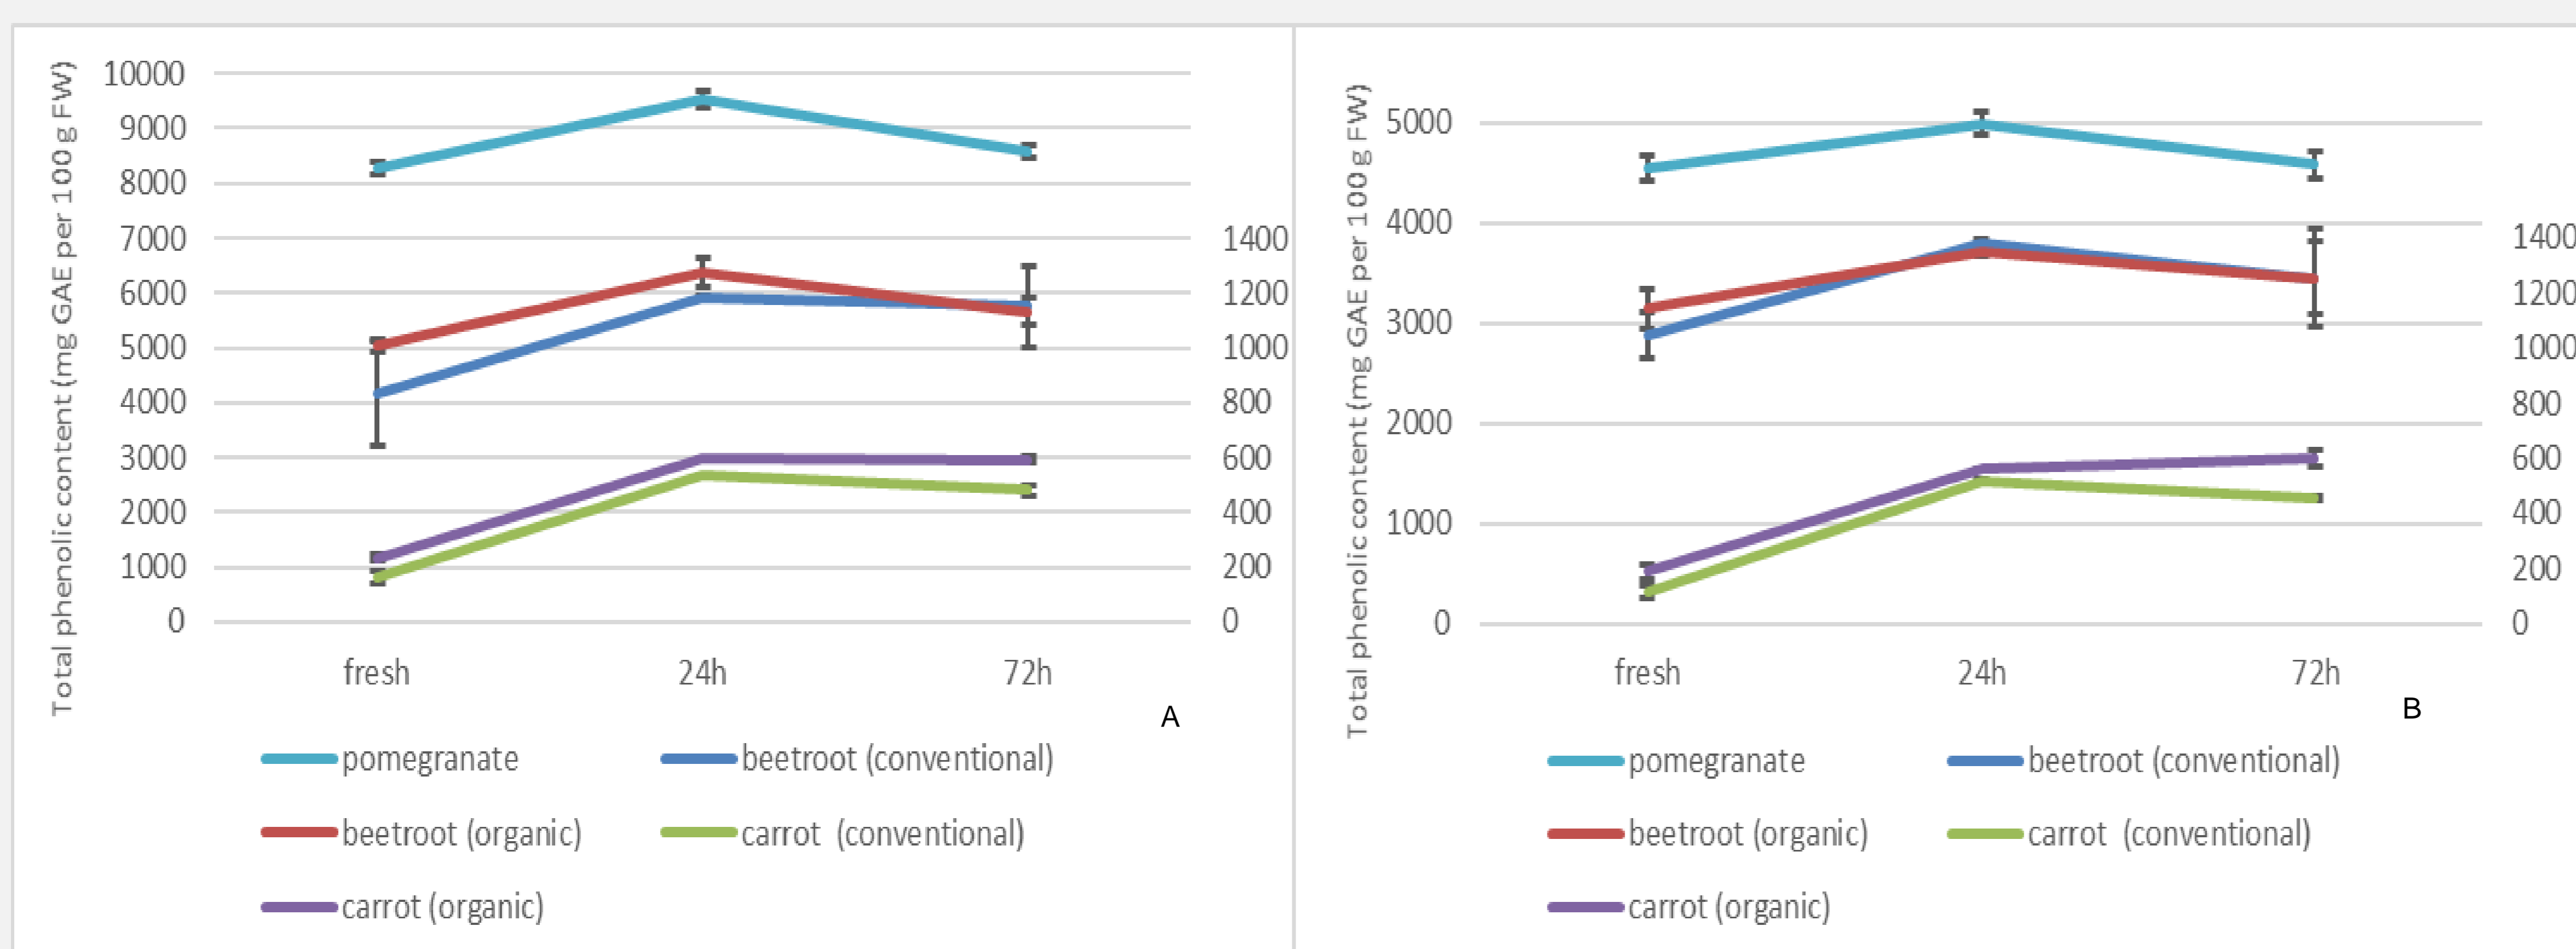 Total phenolic content (mg GAE per 100 g FW)
10000
9000
8000
7000
6000
5000
4000
3000
2000
1000
0
1400
1200
1000
800
600
400
200
0
fresh 24h 72h
A
pomegranate beetroot (conventional)
beetroot (organic) carrot (conventional)
carrot (organic)
Total phenolic content (mg GAE per 100 g FW)
5000
4000
3000
2000
1000
0
1400
1200
1000
800
600
400
200
0
fresh 24h 72h
B
pomegranate beetroot (conventional)
beetroot (organic) carrot (conventional)
carrot (organic)